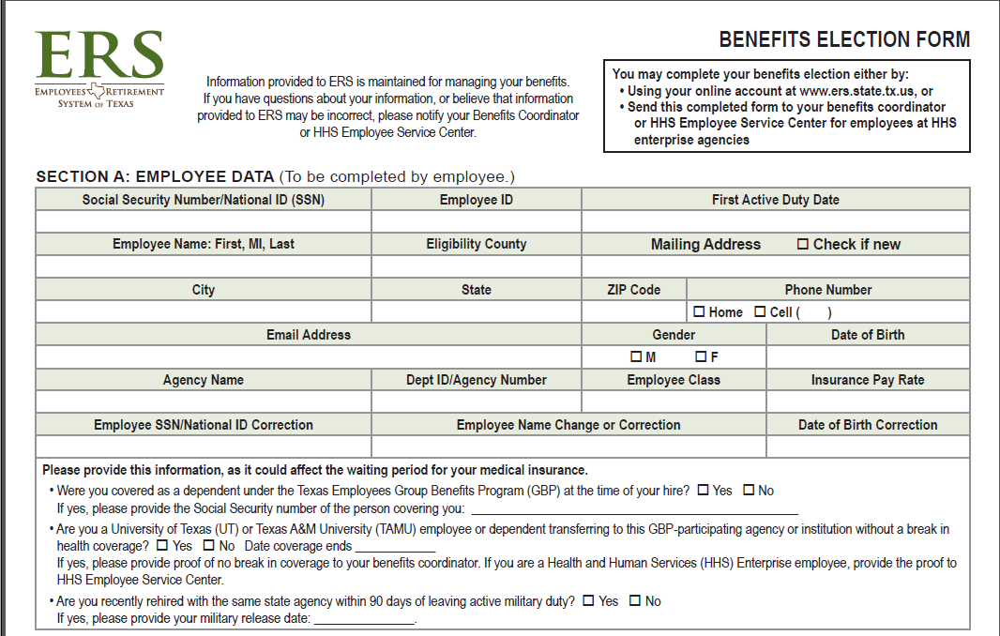 ERS
EMPLOYEES RETIREMENT
SYSTEM OF TEXAS
Information provided to ERS is maintained for managing your benefits.
If you have questions about your information, or believe that information
provided to ERS may be incorrect, please notify your Benefits Coordinator
or HHS Employee Service Center.
BENEFITS ELECTION FORM
You may complete your benefits election either by:
• Using your online account at www.ers.state.tx.us, or
• Send this completed form to your benefits coordinator
or HHS Employee Service Center for employees at HHS
enterprise agencies
SECTION A: EMPLOYEE DATA (To be completed by employee.)
Social Security Number/National ID (SSN) Employee ID First Active Duty Date
Employee Name: First, MI, Last Eligibility County Mailing Address ☐ Check if new
City State ZIP Code Phone Number
☐ Home ☐ Cell ( )
Email Address Gender Date of Birth
☐ M ☐ F
Agency Name Dept ID/Agency Number Employee Class Insurance Pay Rate
Employee SSN/National ID Correction Employee Name Change or Correction Date of Birth Correction
Please provide this information, as it could affect the waiting period for your medical insurance.
• Were you covered as a dependent under the Texas Employees Group Benefits Program (GBP) at the time of your hire? ☐ Yes ☐ No
If yes, please provide the Social Security number of the person covering you: ____________________
• Are you a University of Texas (UT) or Texas A&M University (TAMU) employee or dependent transferring to this GBP-participating agency or institution without a break in
health coverage? ☐ Yes ☐ No Date coverage ends ___________
If yes, please provide proof of no break in coverage to your benefits coordinator. If you are a Health and Human Services (HHS) Enterprise employee, provide the proof to
HHS Employee Service Center.
• Are you recently rehired with the same state agency within 90 days of leaving active military duty? ☐ Yes ☐ No
If yes, please provide your military release date: ______________.